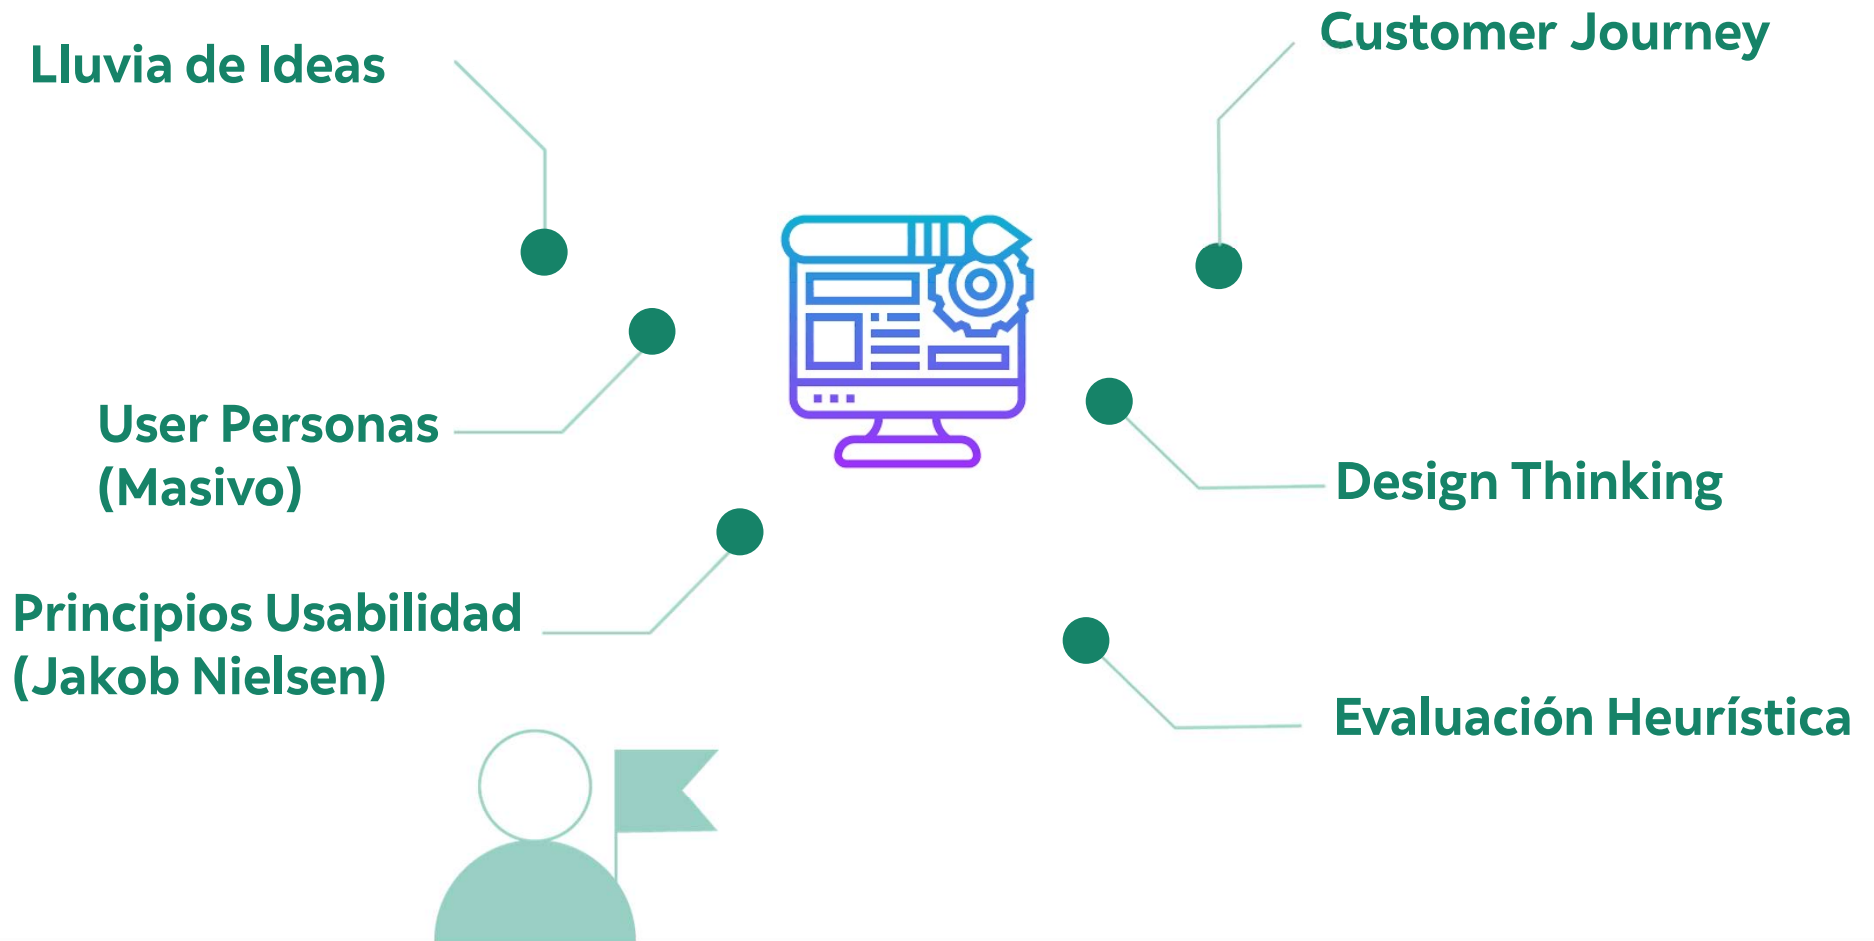 Lluvia de Ideas
User Personas
(Masivo)
Principios Usabilidad
(Jakob Nielsen)
Customer Journey
Design Thinking
Evaluación Heurística